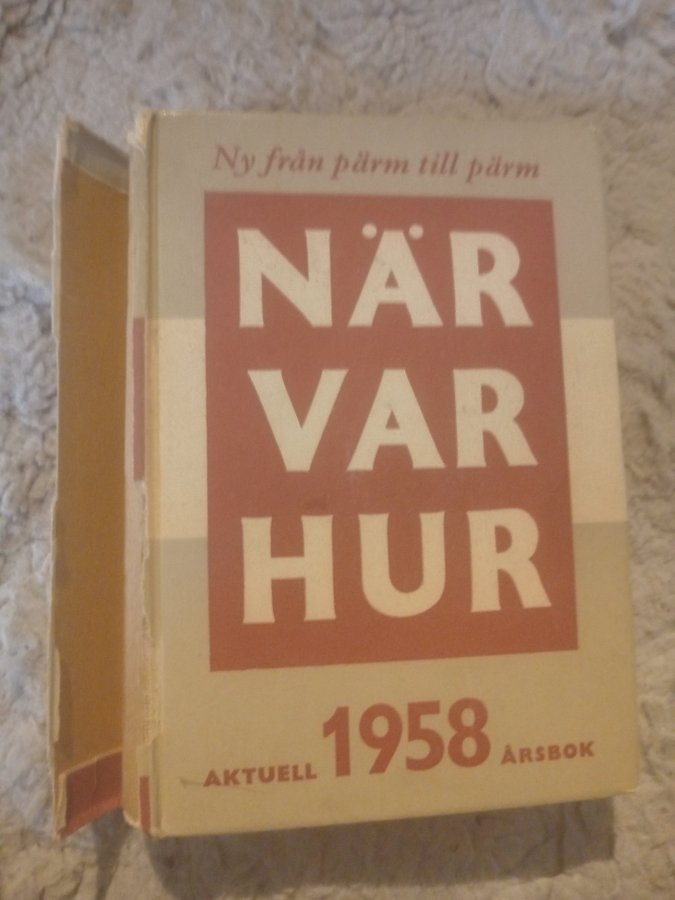 Ny från pärm till pärm
NÄR
VAR
HUR
AKTUELL 1958 ÅRSBOK